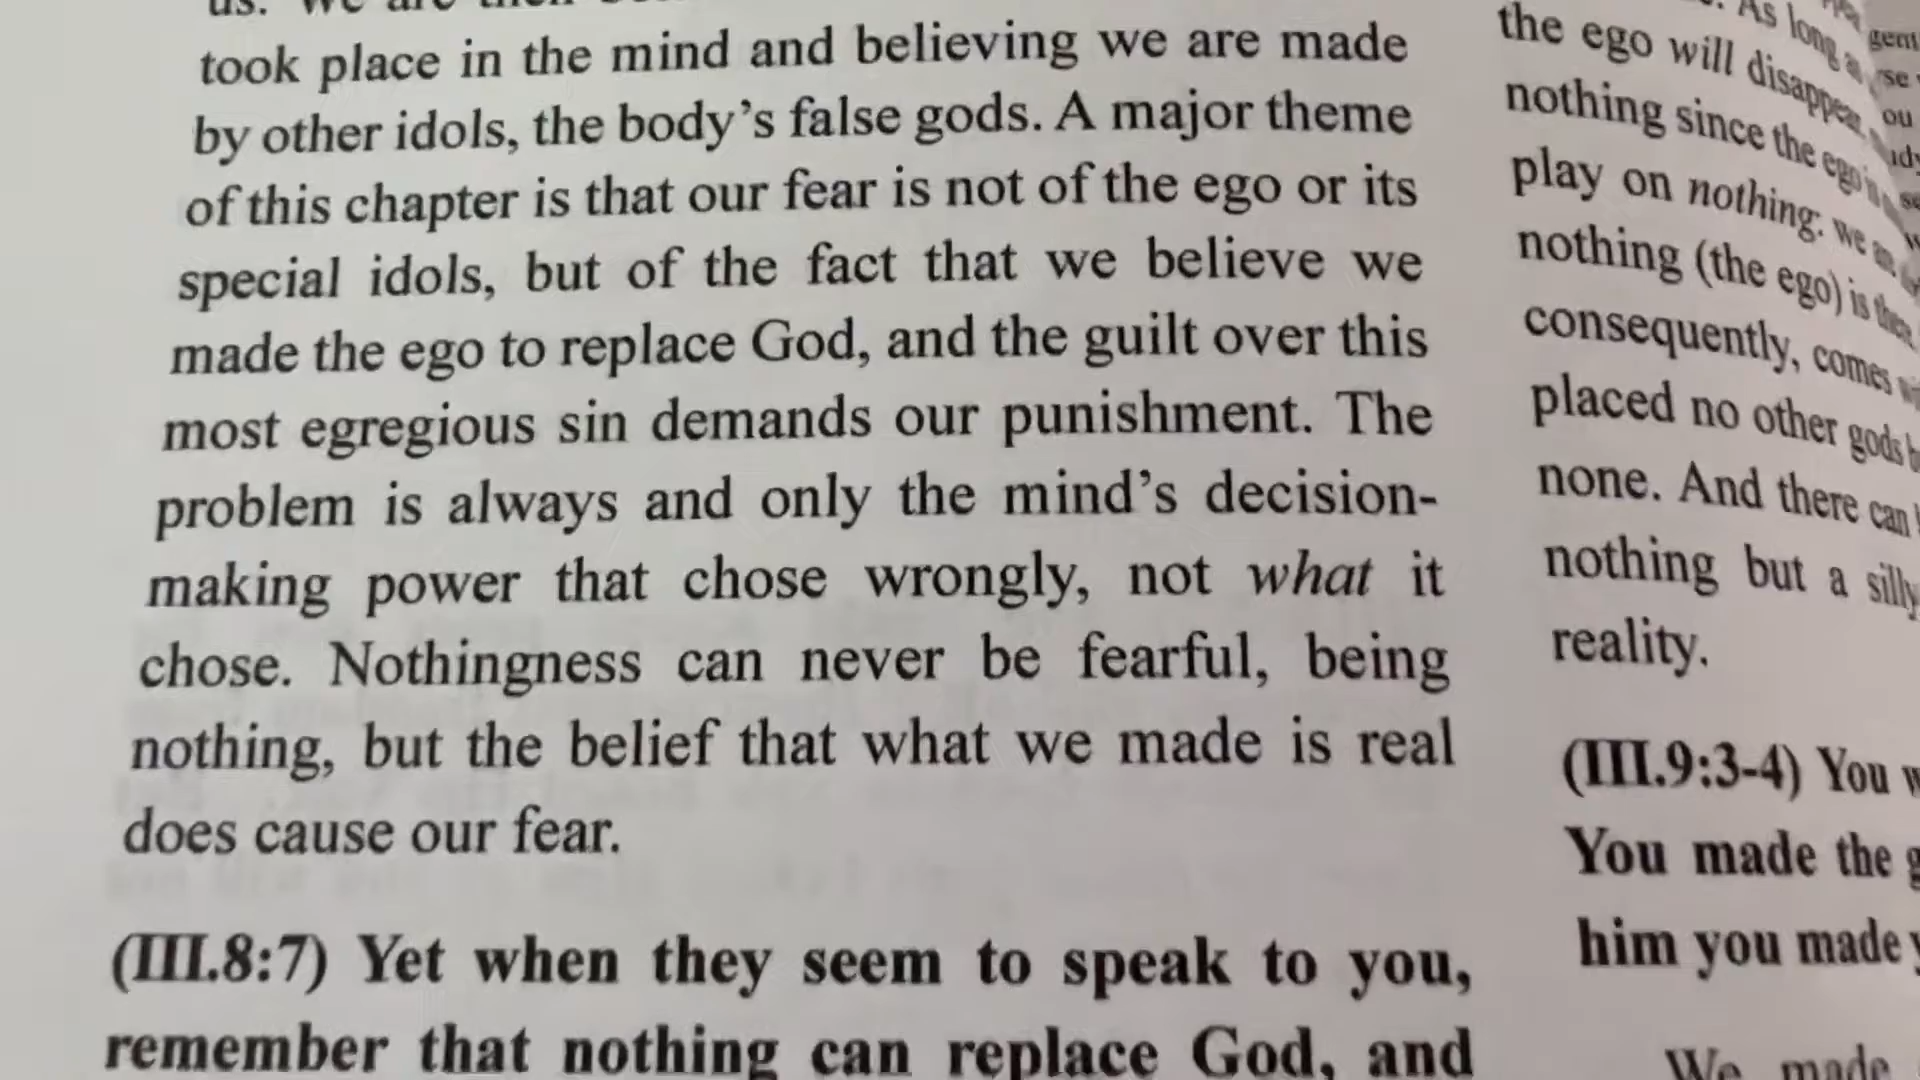 took place in the mind and believing we are made
by other idols, the body's false gods. A major theme
of this chapter is that our fear is not of the ego or its
special idols, but of the fact that we believe we
made the ego to replace God, and the guilt over this
most egregious sin demands our punishment. The
problem is always and only the mind's decision-
making power that chose wrongly, not what it
chose. Nothingness can never be fearful, being
nothing, but the belief that what we made is real
does cause our fear.
(III.8:7) Yet when they seem to speak to you,
remember that nothing can replace God, and
As long
the ego will disappear
nothing since the ego
play on nothing: we
nothing (the ego) is
consequently, comes
placed no other gods
none. And there can
nothing but a silly
reality.
(III.9:3-4) You
You made the
him you made
We made